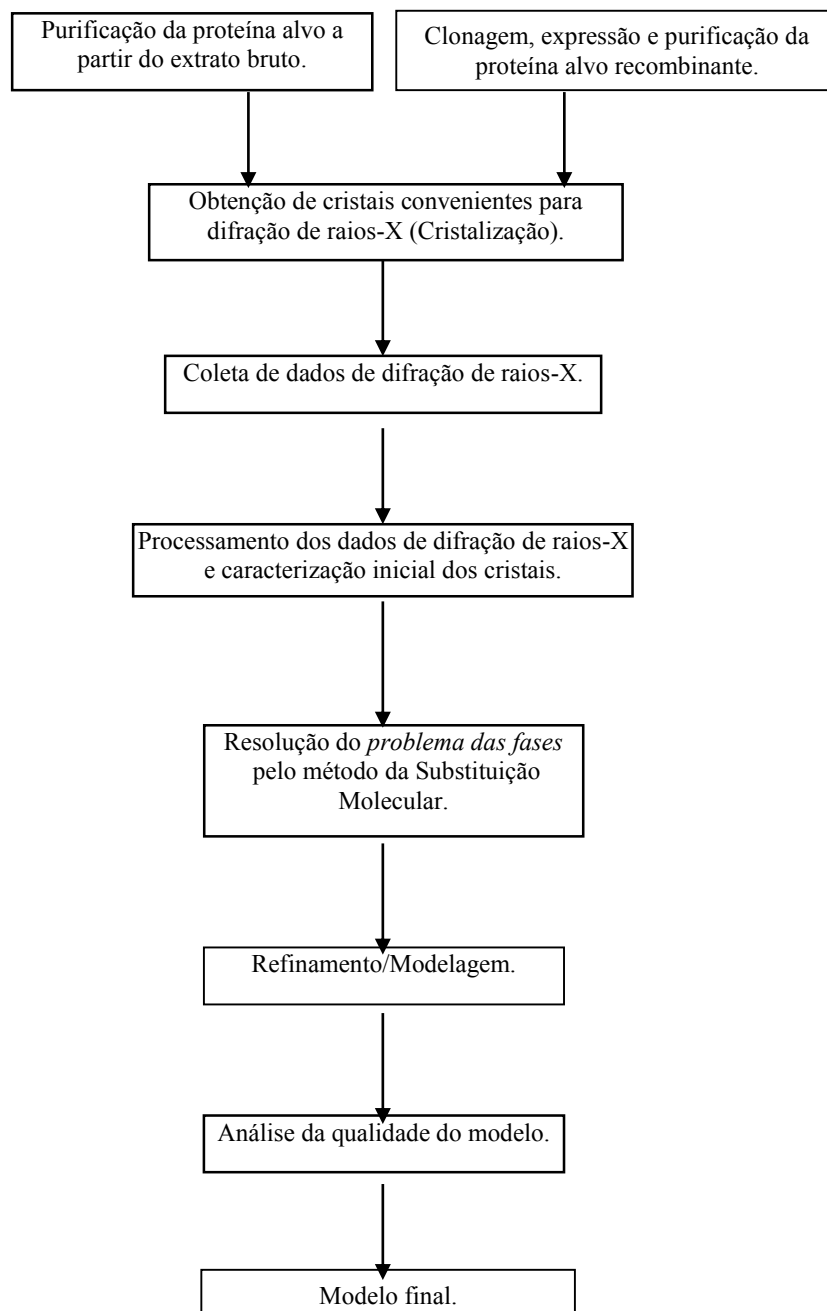 Purificação da proteína alvo a
partir do extrato bruto.
Clonagem, expressão e purificação da
proteína alvo recombinante.
Obtenção de cristais convenientes para
difração de raios-X (Cristalização).
Coleta de dados de difração de raios-X.
Processamento dos dados de difração de raios-X
e caracterização inicial dos cristais.
Resolução do problema das fases
pelo método da Substituição
Molecular.
Refinamento/Modelagem.
Análise da qualidade do modelo.
Modelo final.